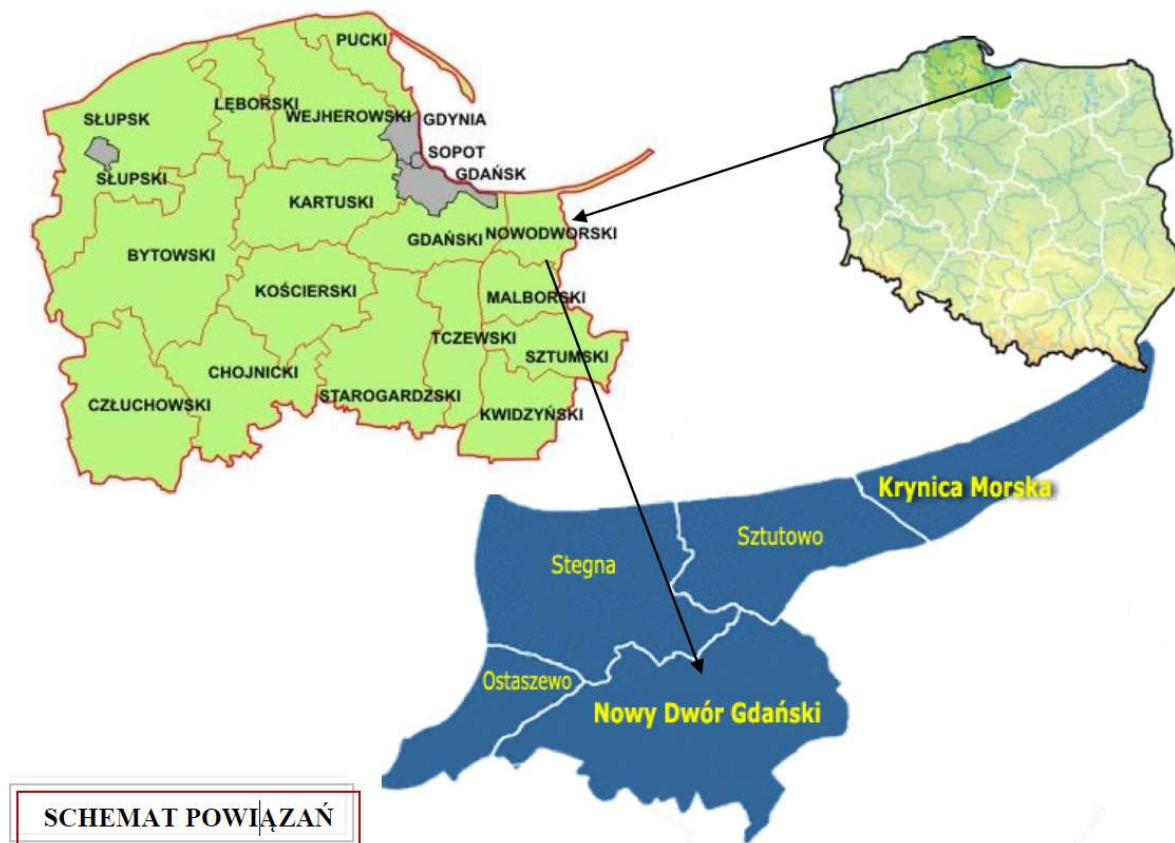 PUCKI
LĘBORSKI
WEJHEROWSKI
GDYNIA
SŁUPSK
SOPOT
GDAŃSK
SŁUPSKI
KARTUSKI
GDAŃSKI
NOWODWORSKI
BYTOWSKI
KOŚCIERSKI
MALBORSKI
TCZEWSKI
SZTUMSKI
CHOJNICKI
STAROGARDZSKI
CZŁUCHOWSKI
KWIDZYŃSKI
Krynica Morska
Sztutowo
Stegna
Ostaszewo
Nowy Dwór Gdański
SCHEMAT POWIĄZAŃ